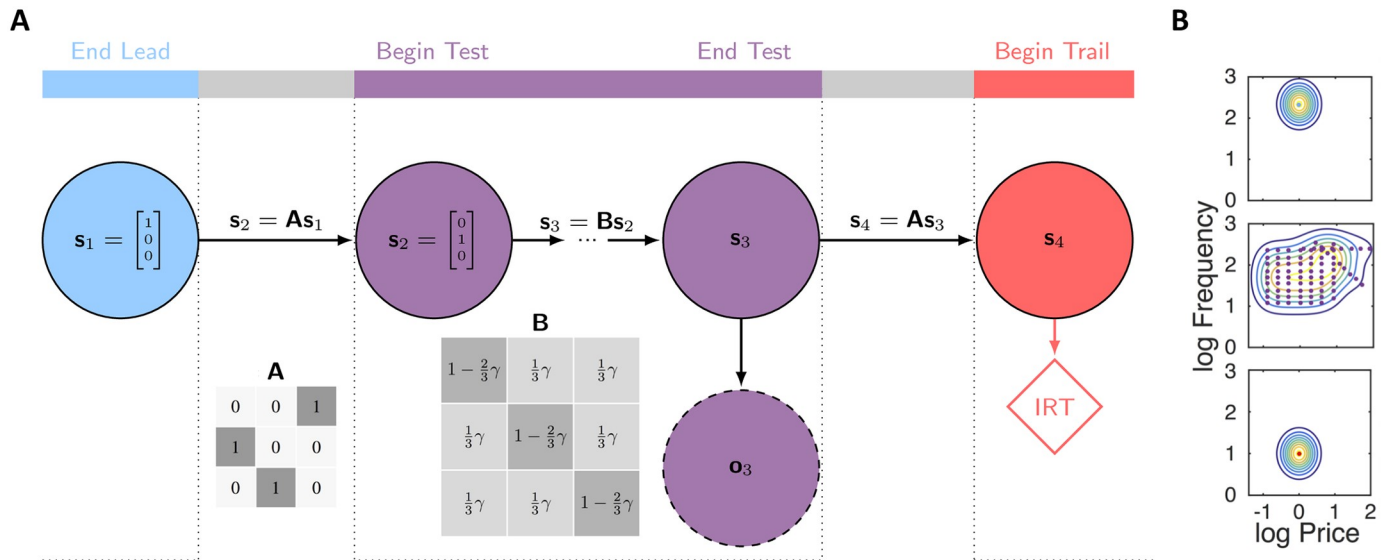 A
B
End Lead
Begin Test
End Test
Begin Trail
s₁ = [1 0 0]
s₂ = As₁
s₂ = [0 1 0]
s₃ = Bs₂
...
s₃
s₄ = As₃
s₄
A
0 0 1
1 0 0
0 1 0
B
1 − 2/3γ 1/3γ 1/3γ
1/3γ 1 − 2/3γ 1/3γ
1/3γ 1/3γ 1 − 2/3γ
o₃
IRT
3
2
1
0
3
2
1
0
3
2
1
0
-1 0 1 2
log Frequency
log Price